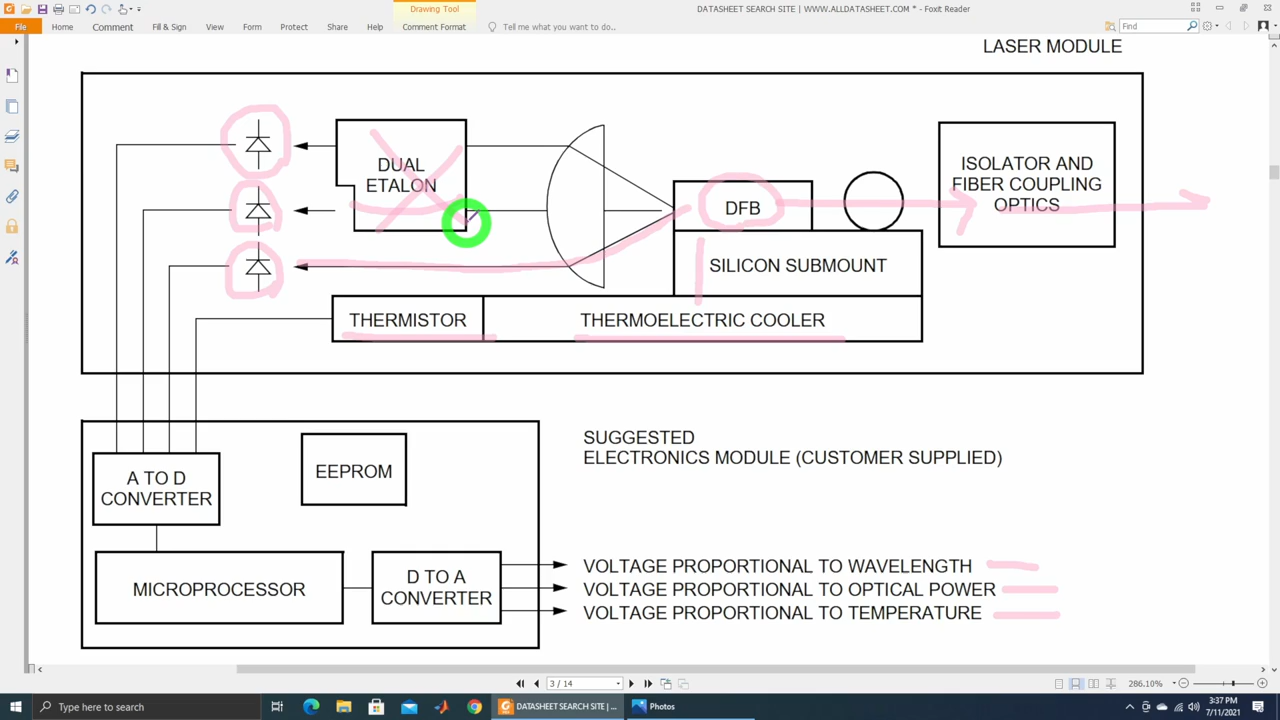 Drawing Tool
DATASHEET SEARCH SITE | WWW.ALLDATASHEET.COM * - Foxit Reader
File Home Comment Fill & Sign View Form Protect Share Help Comment Format Tell me what you want to do... Find
LASER MODULE
DUAL
ETALON
DFB
ISOLATOR AND
FIBER COUPLING
OPTICS
SILICON SUBMOUNT
THERMISTOR
THERMOELECTRIC COOLER
SUGGESTED
ELECTRONICS MODULE (CUSTOMER SUPPLIED)
A TO D
CONVERTER
EEPROM
MICROPROCESSOR
D TO A
CONVERTER
VOLTAGE PROPORTIONAL TO WAVELENGTH
VOLTAGE PROPORTIONAL TO OPTICAL POWER
VOLTAGE PROPORTIONAL TO TEMPERATURE
3 / 14
286.10%
Type here to search
DATASHEET SEARCH SITE | ...
Photos
3:37 PM
7/11/2021